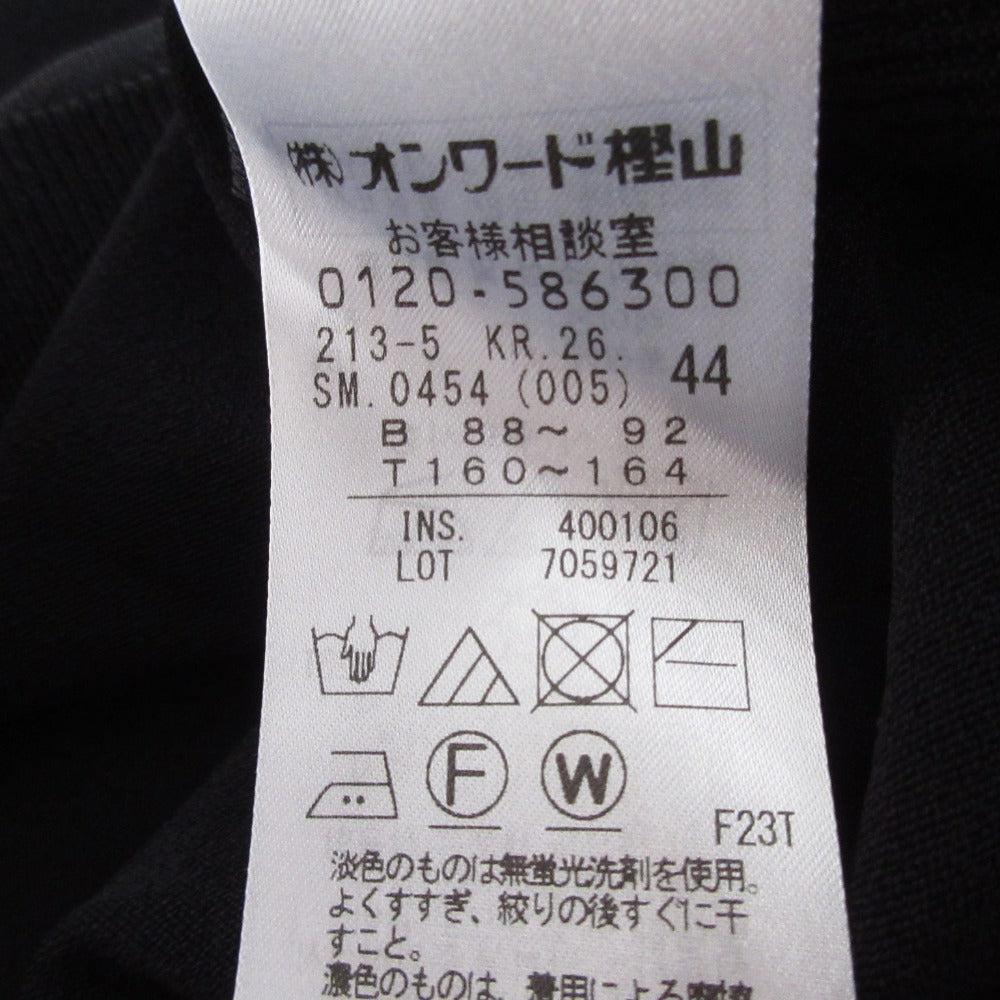 ㈱オンワード樫山
お客様相談室
0120-586300
213-5 KR.26.
SM.0454 (005) 44
B 88～ 92
T160～164
INS. 400106
LOT 7059721
F W
F23T
淡色のものは無蛍光洗剤を使用。
よくすすぎ、絞りの後すぐに干
すこと。
濃色のものは、着用による摩擦